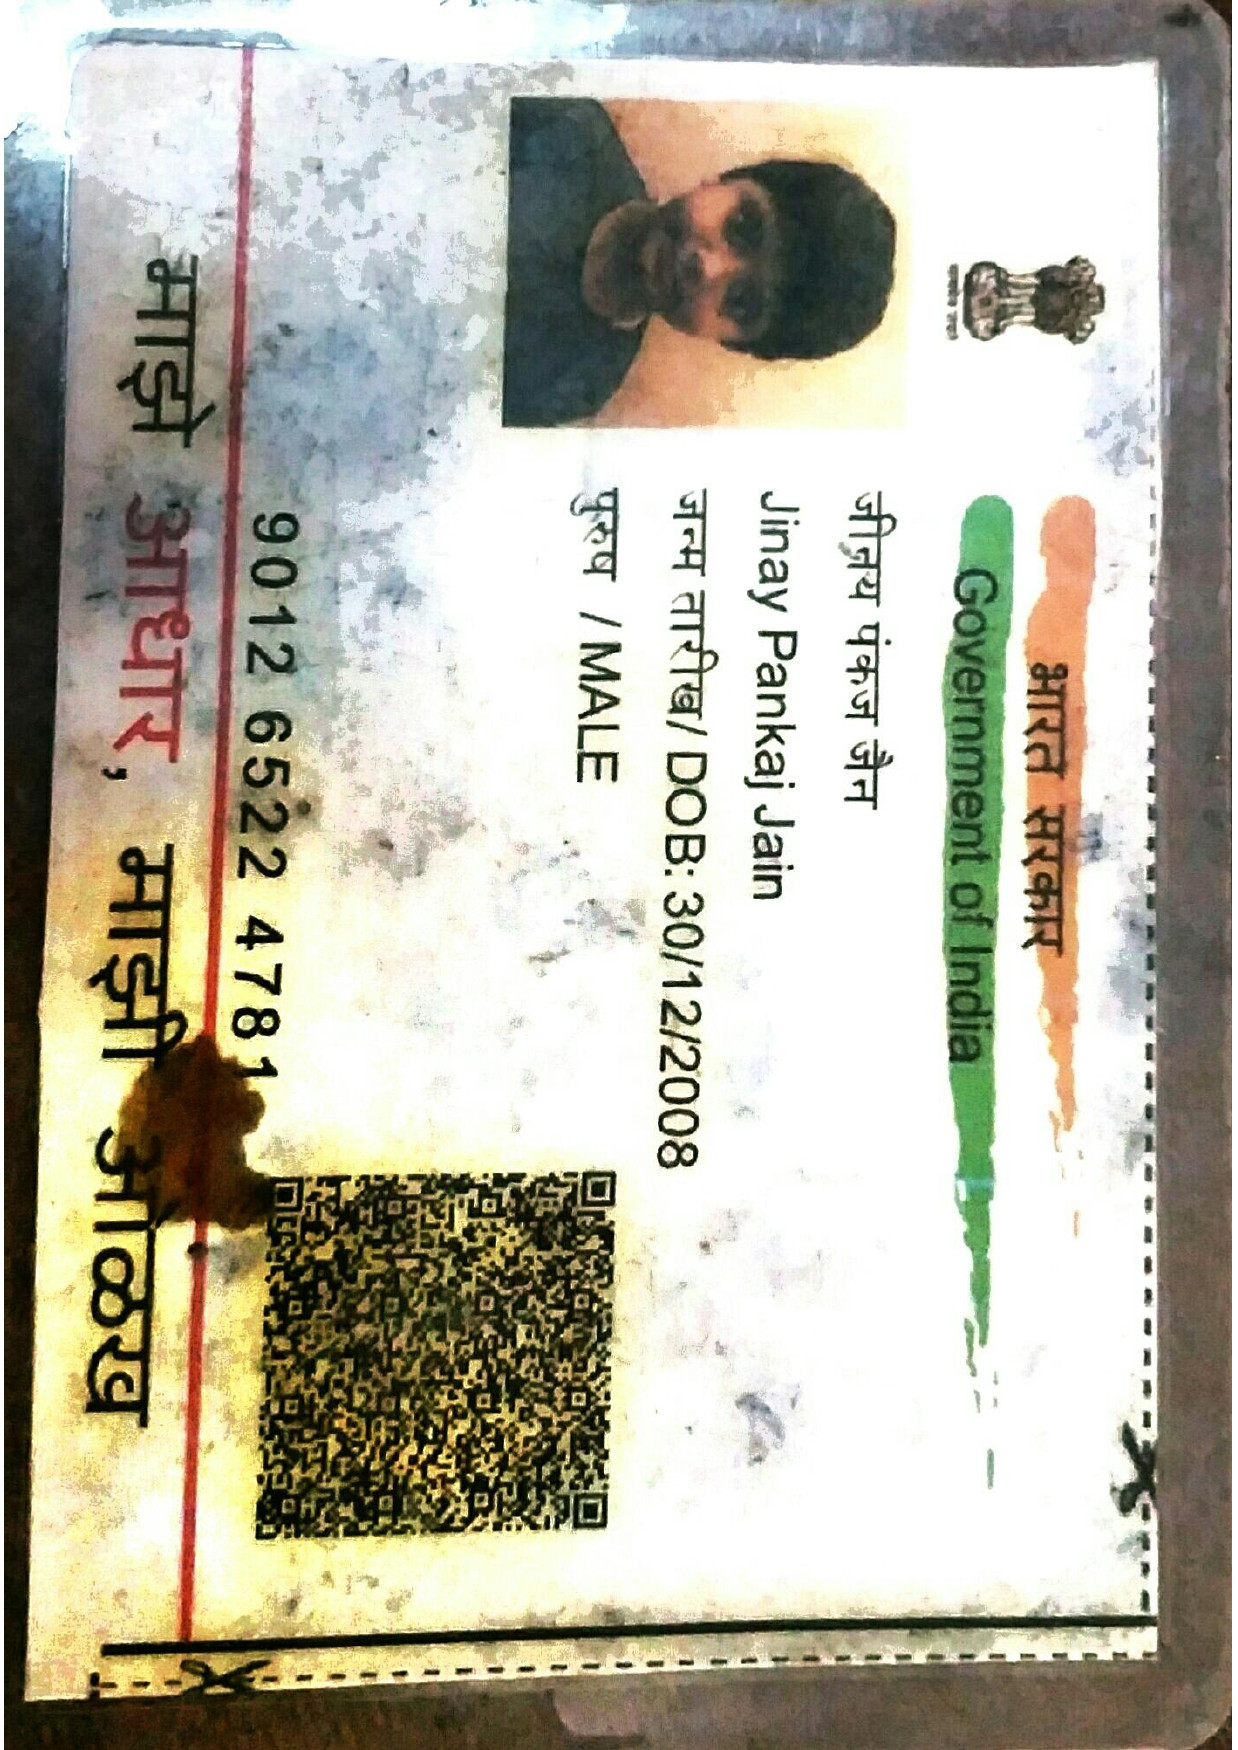 भारत सरकार
Government of India
जीनय पंकज जैन
Jinay Pankaj Jain
जन्म तारीख/ DOB: 30/12/2008
पुरुष / MALE
9012 6522 4781
माझे आधार, माझी ओळख